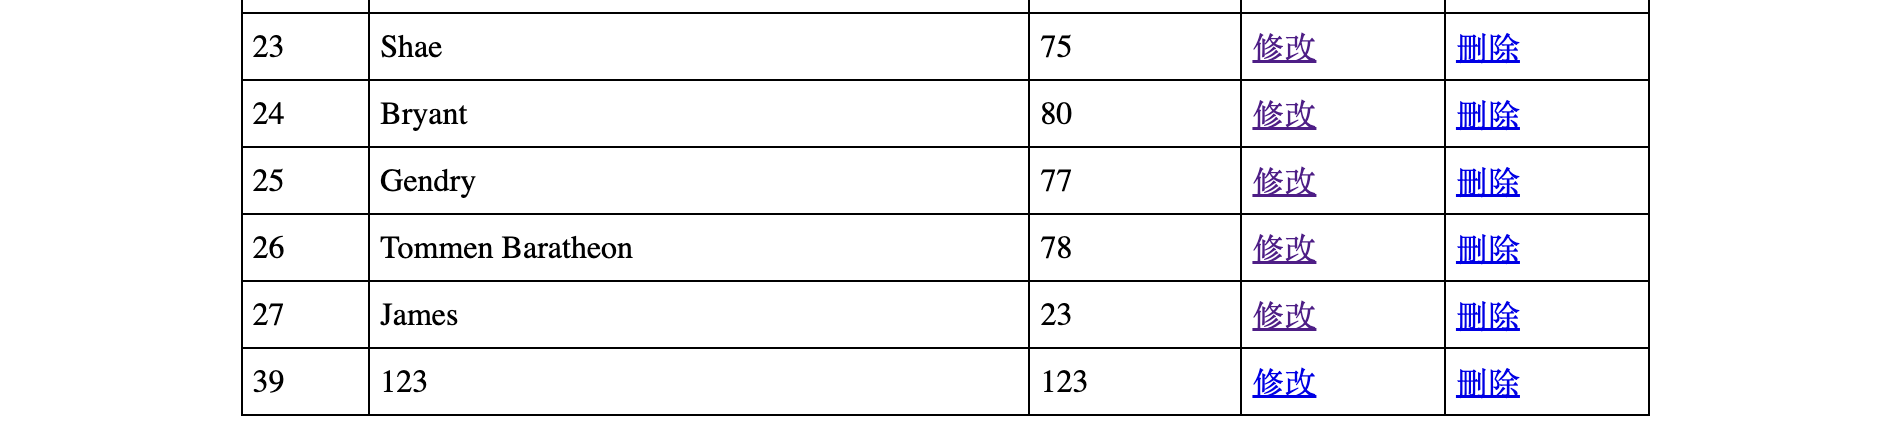 23 Shae 75 修改 删除
24 Bryant 80 修改 删除
25 Gendry 77 修改 删除
26 Tommen Baratheon 78 修改 删除
27 James 23 修改 删除
39 123 123 修改 删除